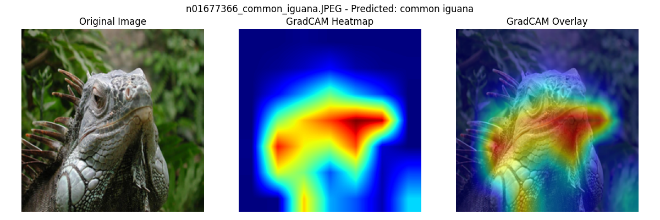 n01677366_common_iguana.JPEG - Predicted: common iguana
Original Image
GradCAM Heatmap
GradCAM Overlay